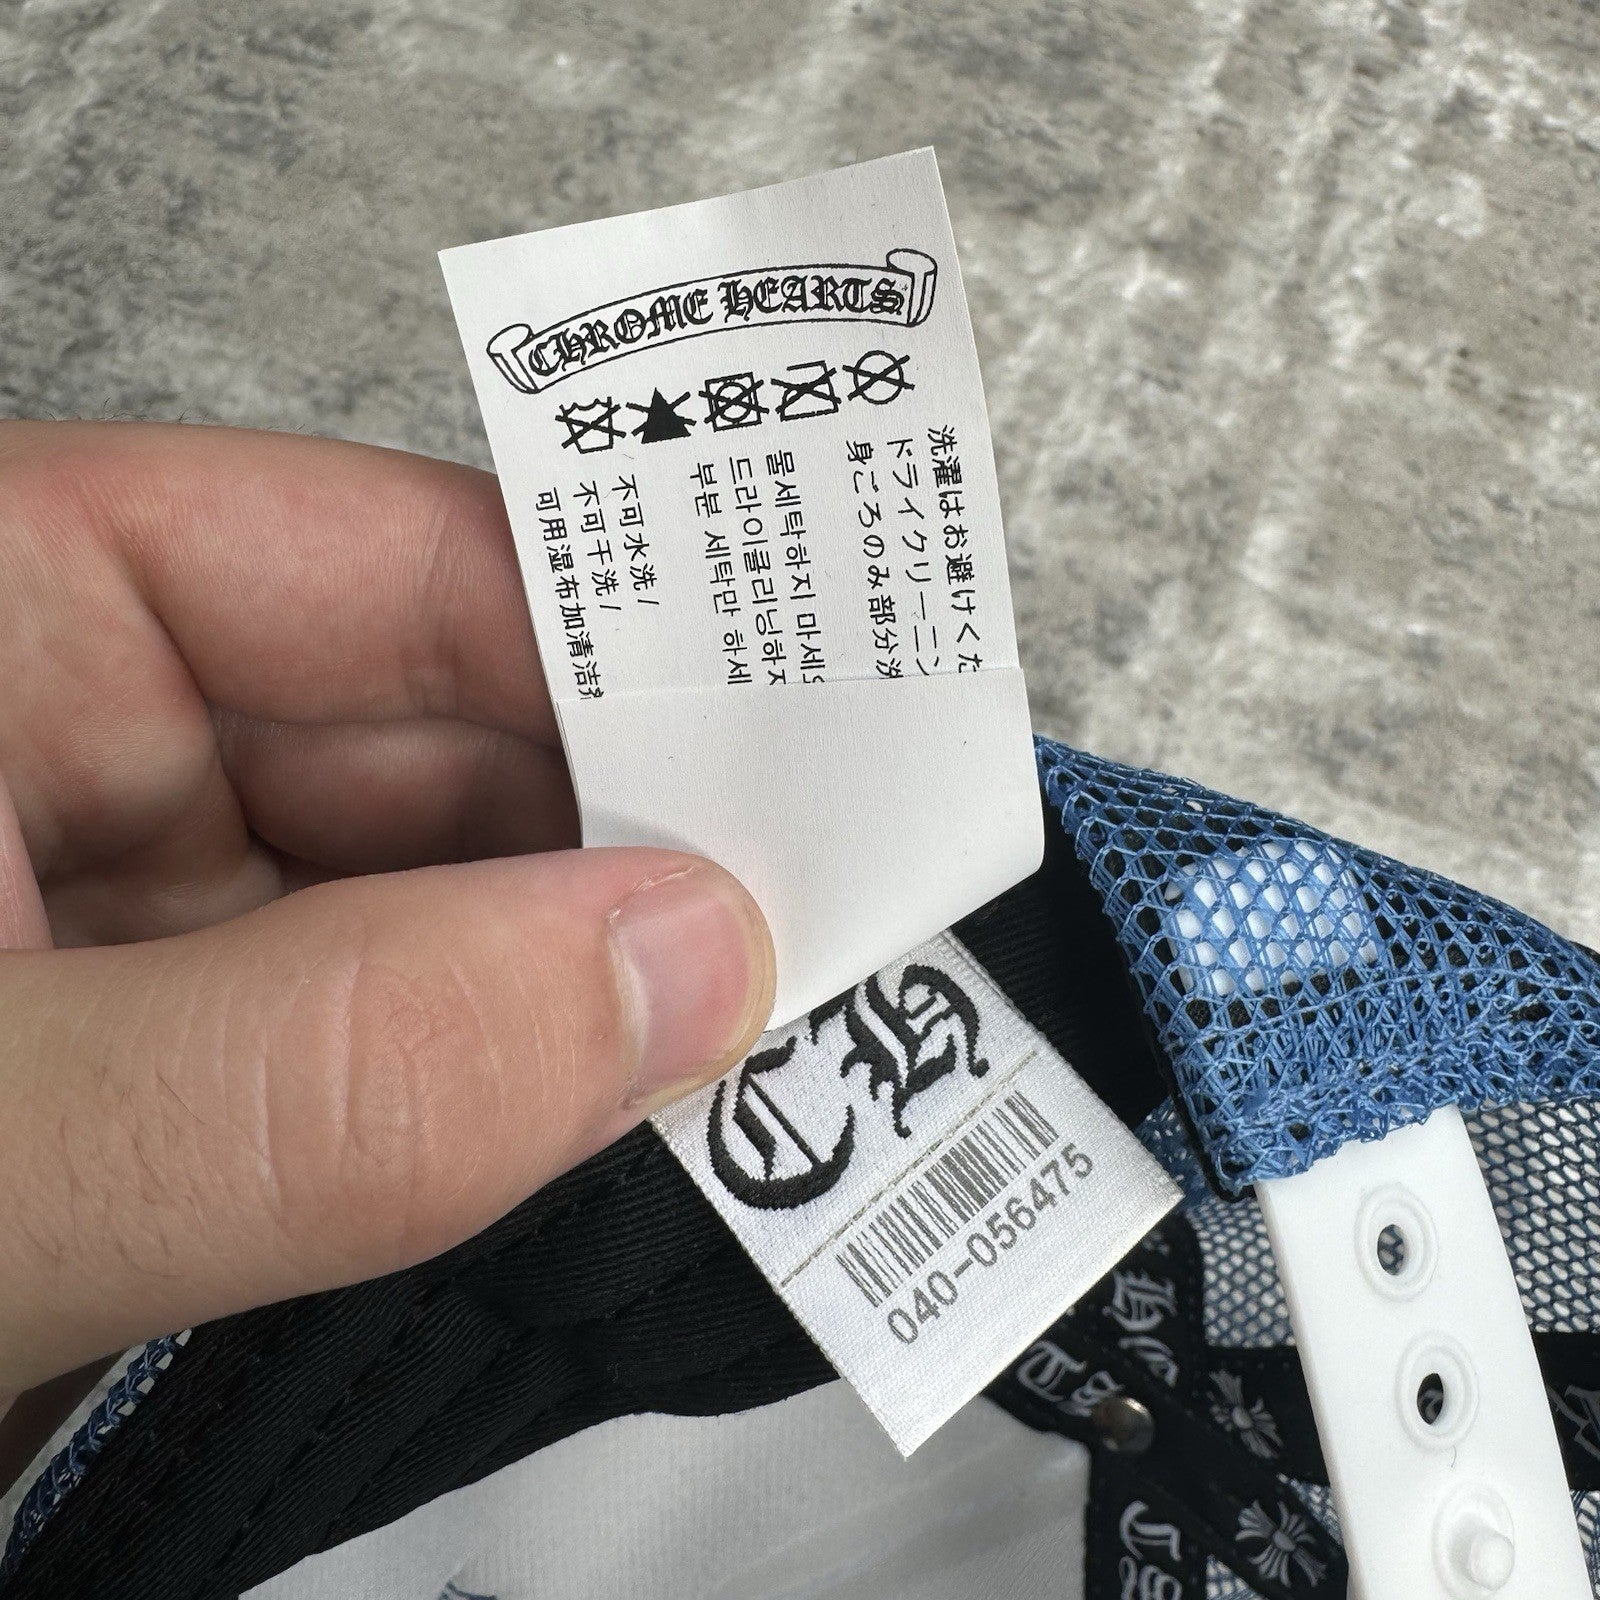 CHROME HEARTS
洗濯はお避けくだ
ドライクリーニン
身ごろのみ部分洗
물세탁하지 마세요
드라이클리닝하지
부분 세탁만 하세
不可水洗/
不可干洗/
可用湿布加清洁剂
CH
040-056475